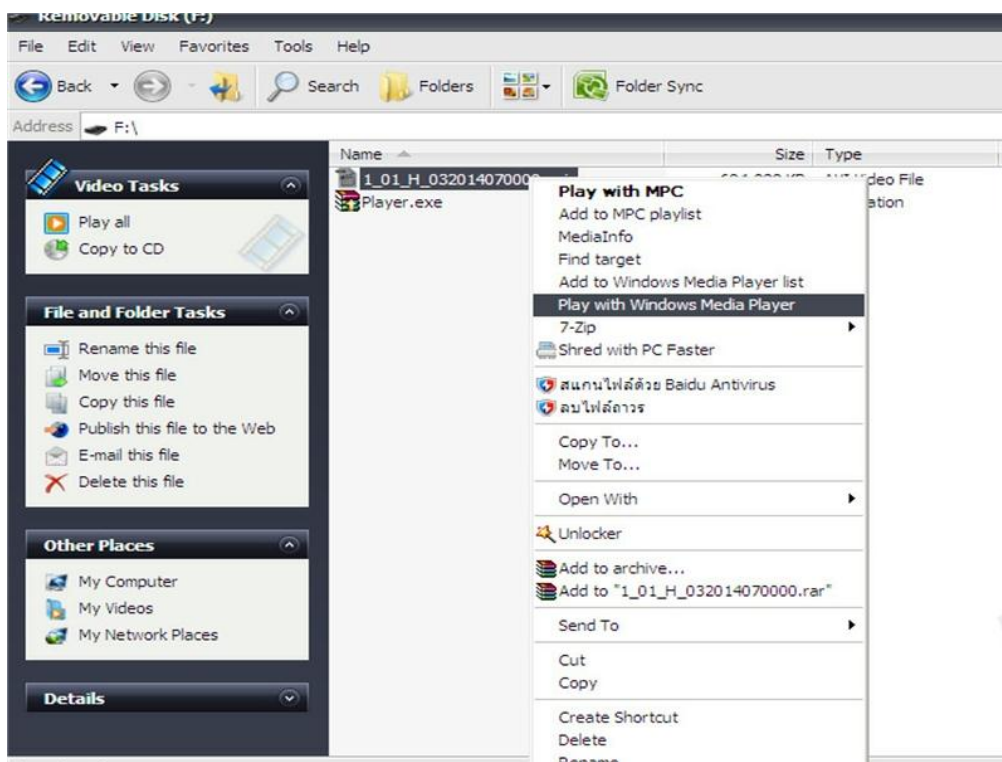 Removable Disk (F:)
File Edit View Favorites Tools Help
Back Search Folders Folder Sync
Address F:\
Name Size Type
Video Tasks
Play all
Copy to CD
File and Folder Tasks
Rename this file
Move this file
Copy this file
Publish this file to the Web
E-mail this file
Delete this file
Other Places
My Computer
My Videos
My Network Places
Details
1_01_H_032014070000
Player.exe
Play with MPC
Add to MPC playlist
MediaInfo
Find target
Add to Windows Media Player list
Play with Windows Media Player
7-Zip
Shred with PC Faster
สแกนไฟล์ด้วย Baidu Antivirus
ลบไฟล์ถาวร
Copy To...
Move To...
Open With
Unlocker
Add to archive...
Add to "1_01_H_032014070000.rar"
Send To
Cut
Copy
Create Shortcut
Delete
Rename